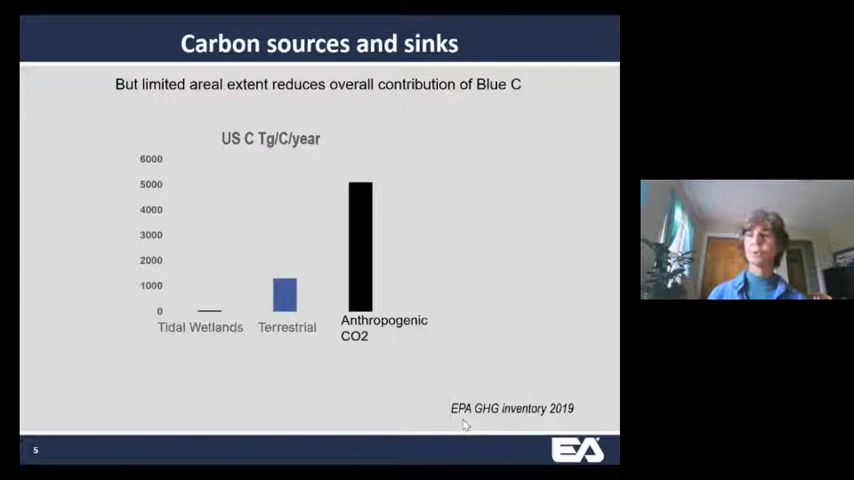 Carbon sources and sinks
But limited areal extent reduces overall contribution of Blue C
US C Tg/C/year
6000
5000
4000
3000
2000
1000
0
Tidal Wetlands
Terrestrial
Anthropogenic
CO2
EPA GHG inventory 2019
5
EA